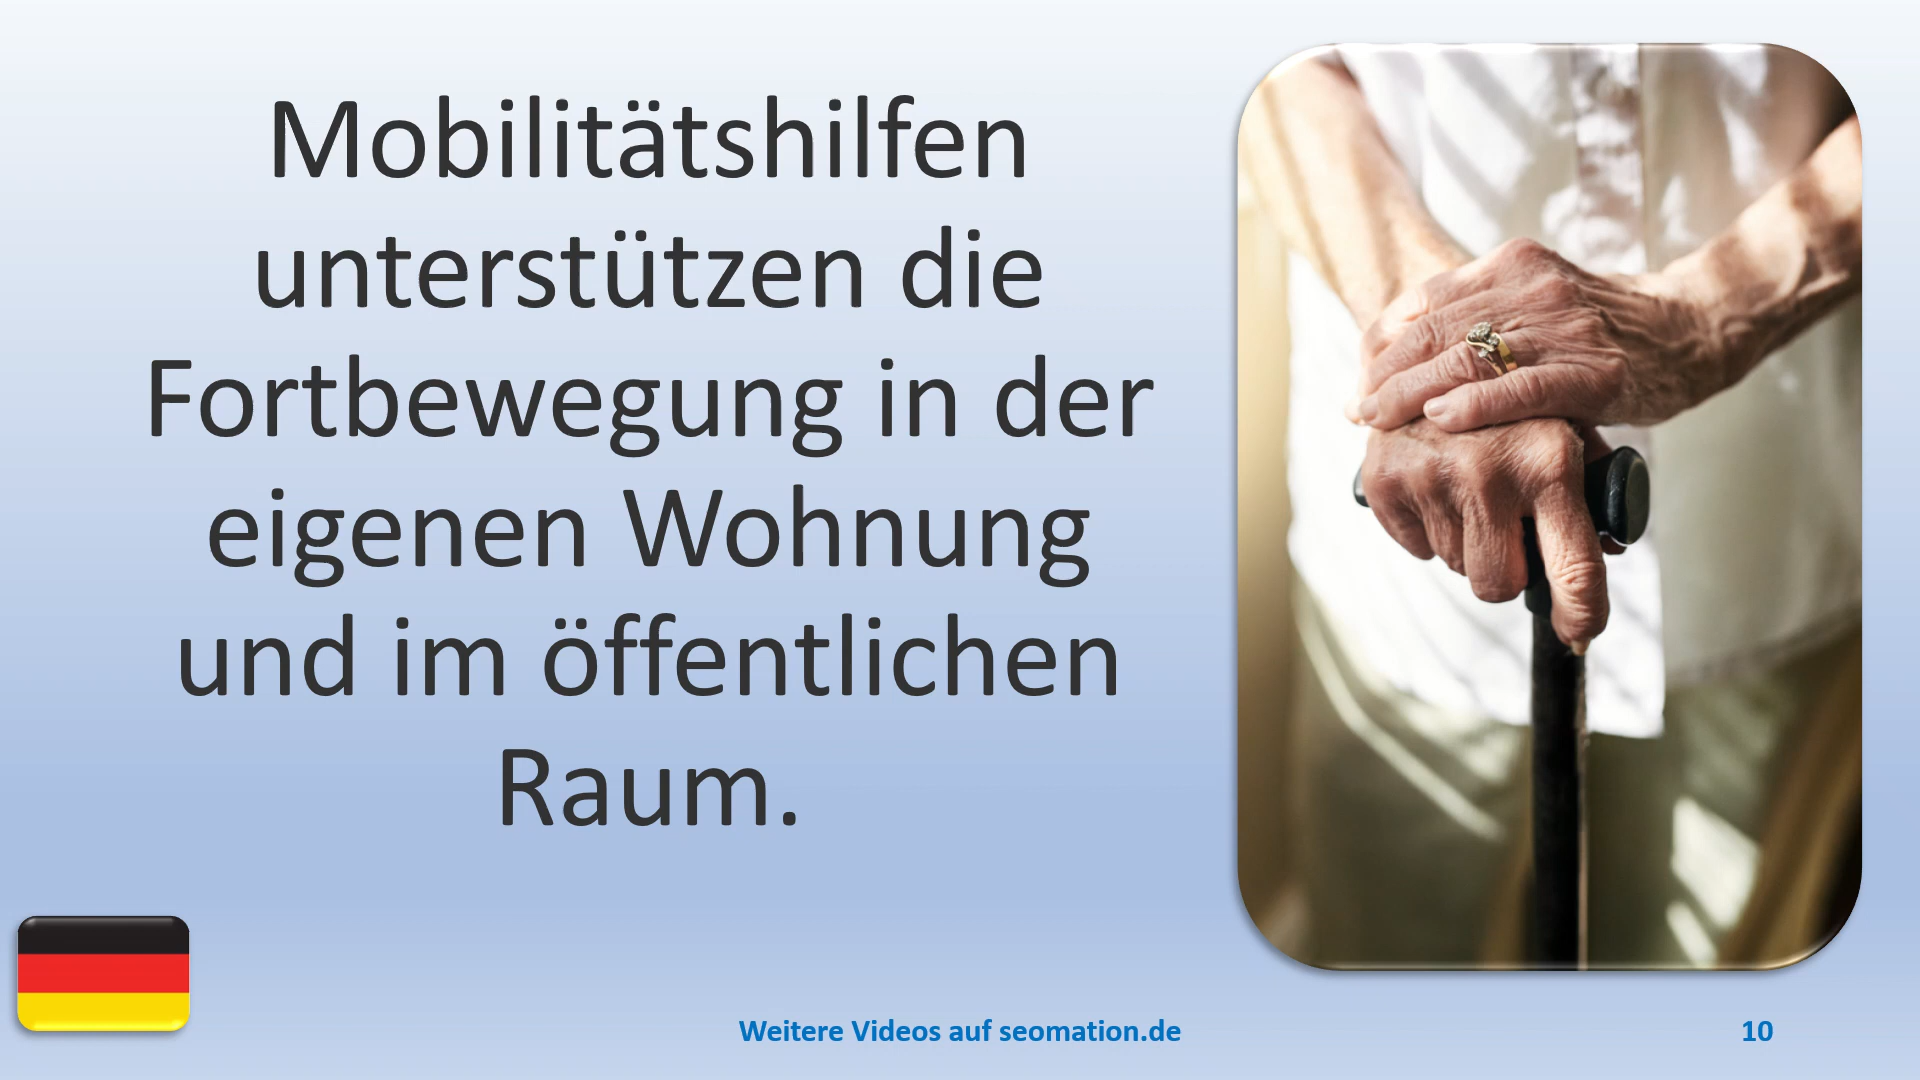 Mobilitätshilfen
unterstützen die
Fortbewegung in der
eigenen Wohnung
und im öffentlichen
Raum.
Weitere Videos auf seomation.de
10